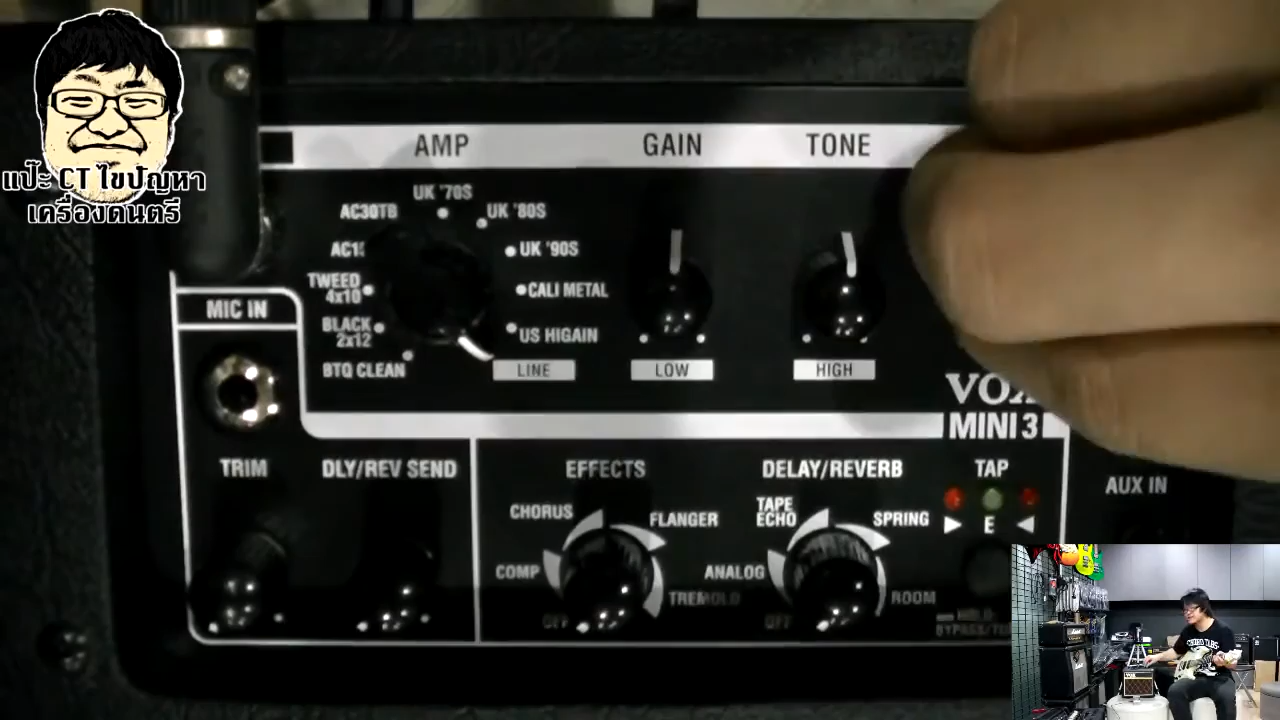 แป๊ะ CT ไขปัญหา
เครื่องดนตรี
AMP GAIN TONE
UK '70S
AC30TB UK '80S
UK '90S
TWEED
4x10 CALI METAL
BLACK
2x12 US HIGAIN
BTQ CLEAN LINE LOW HIGH
MIC IN
VOX
MINI 3
TRIM DLY/REV SEND EFFECTS DELAY/REVERB TAP
AUX IN
CHORUS FLANGER TAPE
ECHO SPRING
E
COMP TREMOLO ANALOG ROOM
OFF OFF